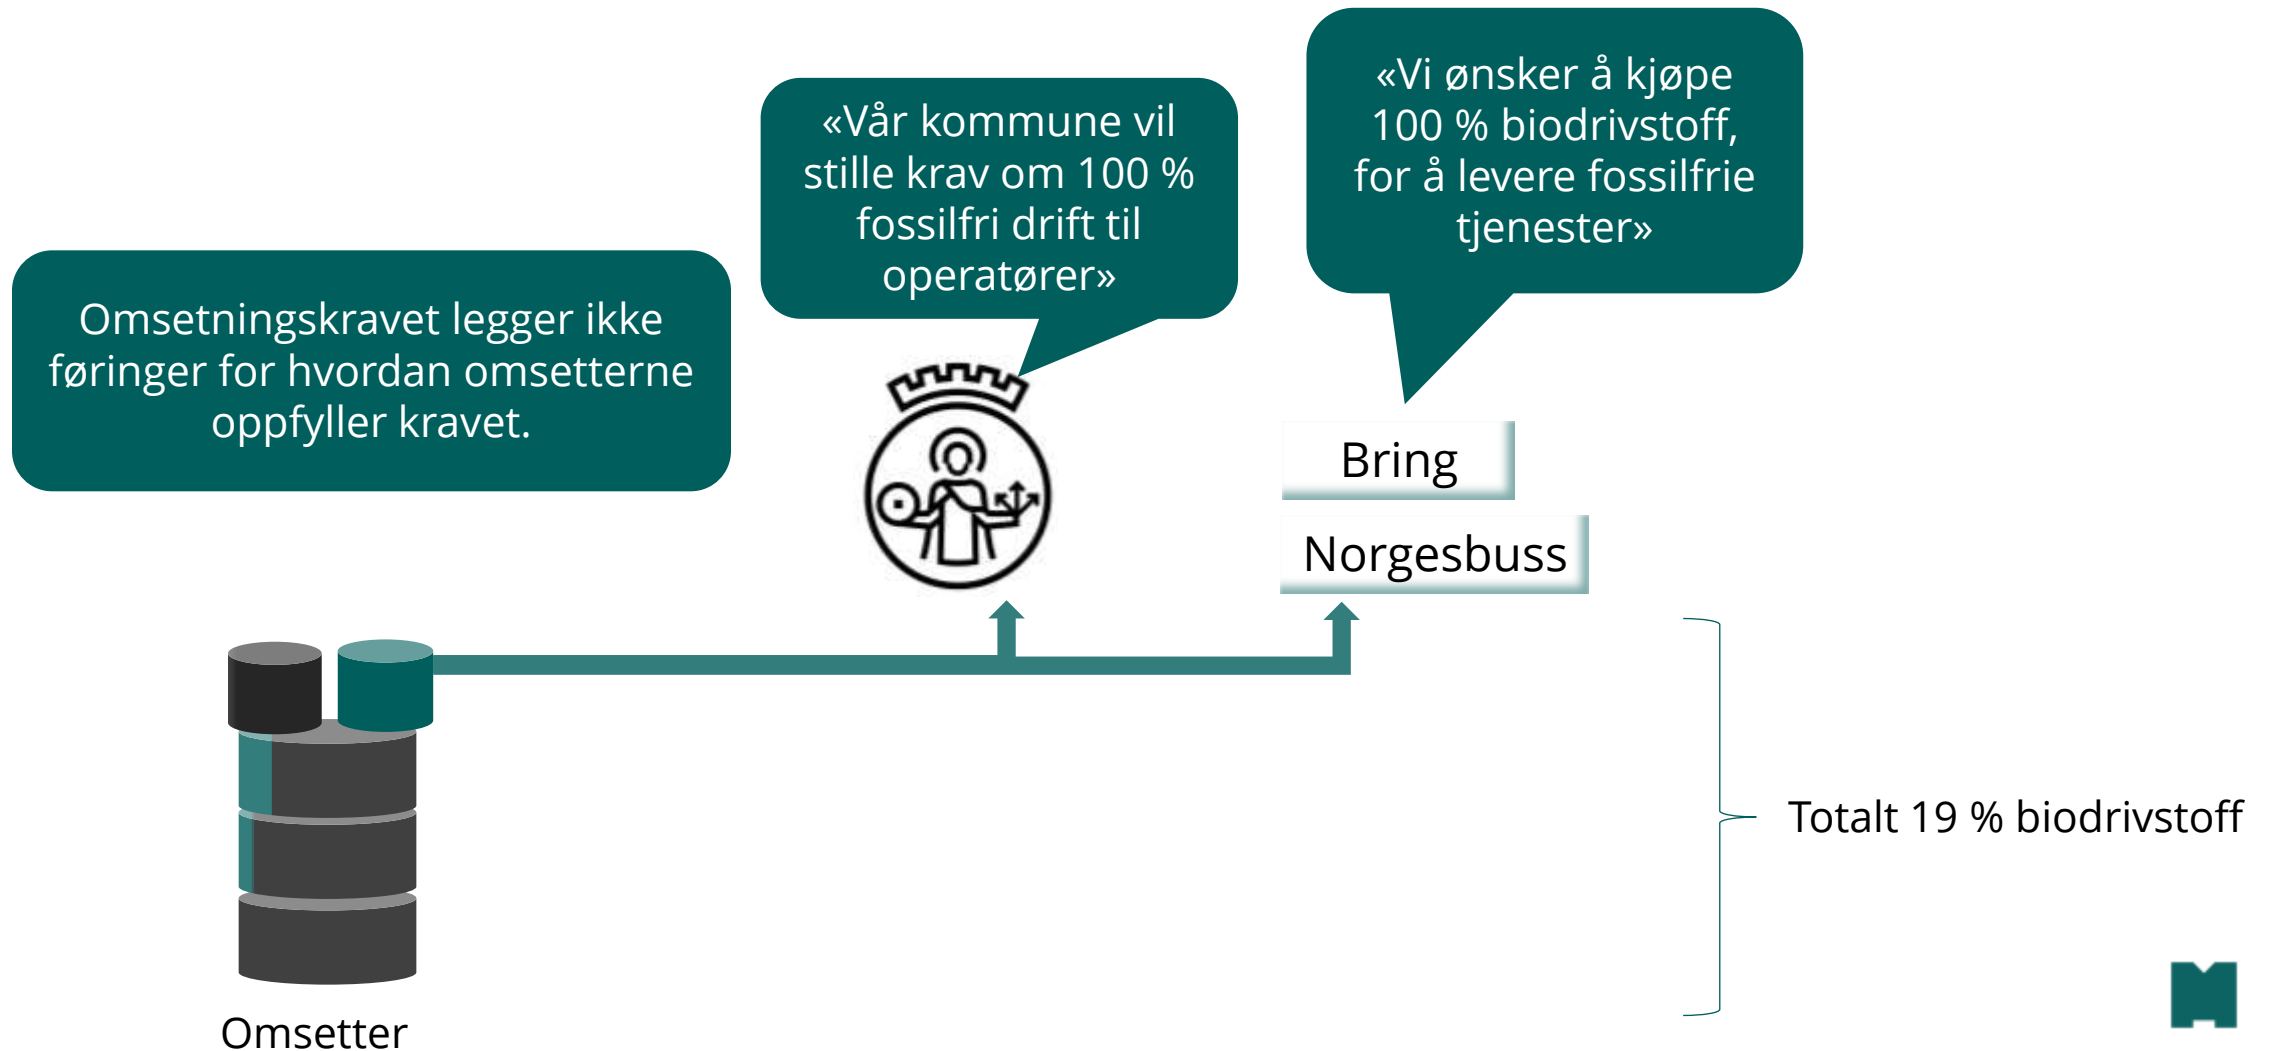 Omsetningskravet legger ikke
føringer for hvordan omsetterne
oppfyller kravet.
«Vår kommune vil
stille krav om 100 %
fossilfri drift til
operatører»
«Vi ønsker å kjøpe
100 % biodrivstoff,
for å levere fossilfrie
tjenester»
Bring
Norgesbuss
Totalt 19 % biodrivstoff
Omsetter